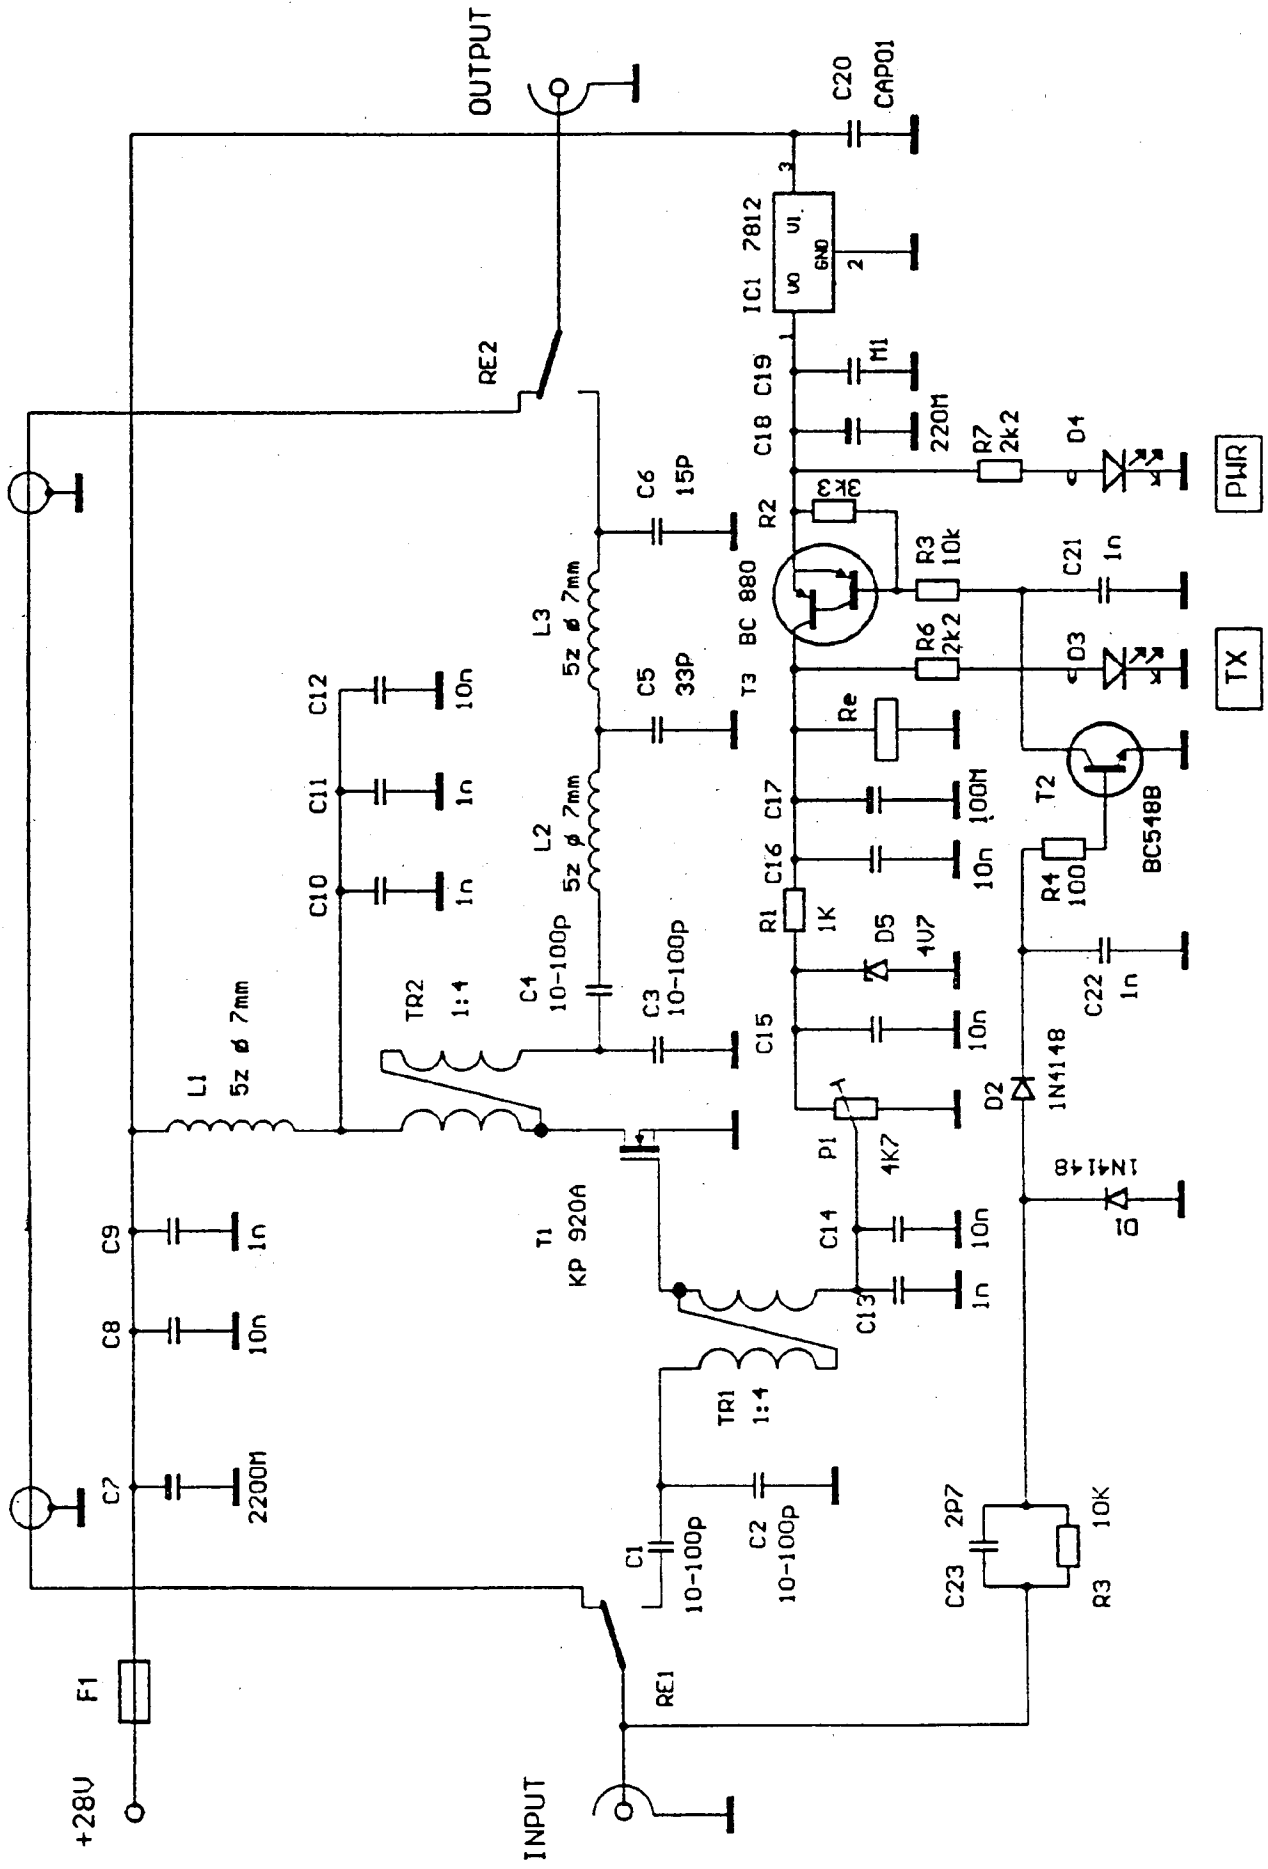 +28V
F1
C7
2200M
C8
10n
C9
1n
L1
5z ø 7mm
C10
1n
C11
1n
C12
10n
TR2
1:4
T1
KP 920A
C4
10-100p
C3
10-100p
L2
5z ø 7mm
C5
33P
L3
5z ø 7mm
C6
15P
RE2
OUTPUT
INPUT
RE1
C1
10-100p
C2
10-100p
TR1
1:4
C13
1n
C14
10n
P1
4K7
C15
10n
D5
4V7
R1
1K
C16
10n
C17
100M
Re
T3
BC 880
R6
2k2
R2
3k3
R3
10k
C18
220M
C19
M1
IC1 7812
VO
VI
GND
1
2
3
C20
CAP01
C23
2P7
R3
10K
D1
1N4148
D2
1N4148
C22
1n
R4
100
T2
BC548B
D3
TX
C21
1n
R7
2k2
D4
PWR